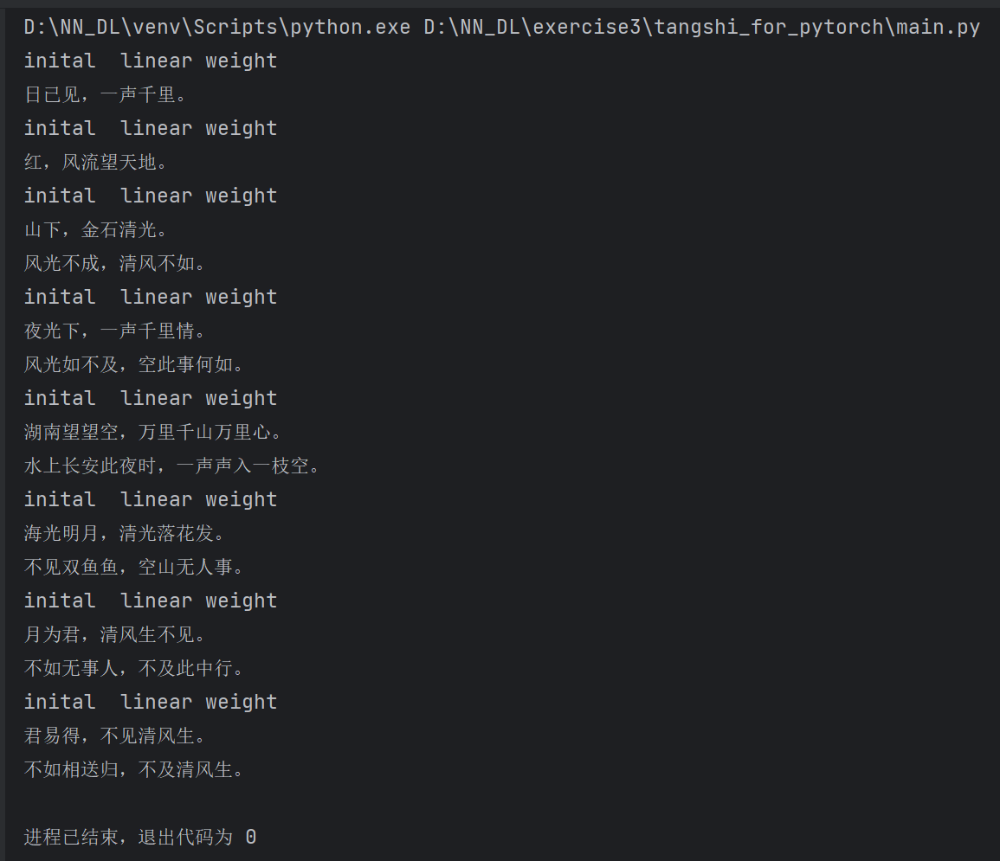 D:\NN_DL\venv\Scripts\python.exe D:\NN_DL\exercise3\tangshi_for_pytorch\main.py
inital  linear weight
日已见，一声千里。
inital  linear weight
红，风流望天地。
inital  linear weight
山下，金石清光。
风光不成，清风不如。
inital  linear weight
夜光下，一声千里情。
风光如不及，空此事何如。
inital  linear weight
湖南望望空，万里千山万里心。
水上长安此夜时，一声声入一枝空。
inital  linear weight
海光明月，清光落花发。
不见双鱼鱼，空山无人事。
inital  linear weight
月为君，清风生不见。
不如无事人，不及此中行。
inital  linear weight
君易得，不见清风生。
不如相送归，不及清风生。
进程已结束，退出代码为 0